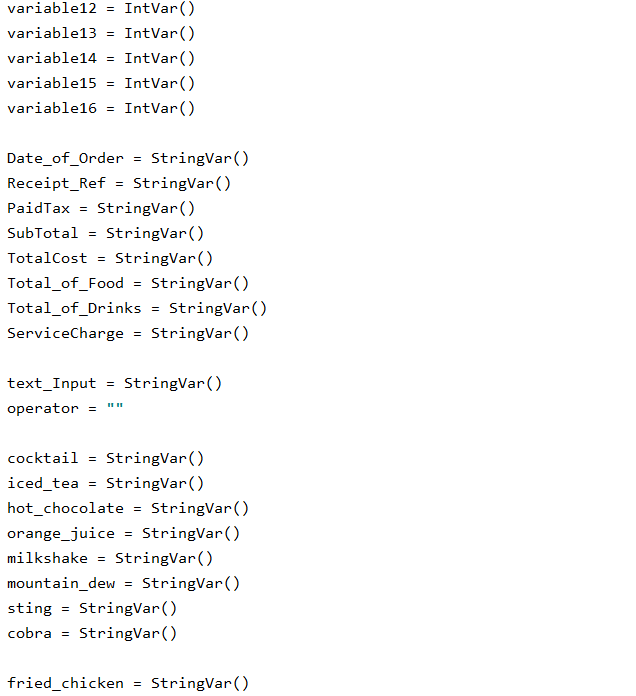 variable12 = IntVar()
variable13 = IntVar()
variable14 = IntVar()
variable15 = IntVar()
variable16 = IntVar()
Date_of_Order = StringVar()
Receipt_Ref = StringVar()
PaidTax = StringVar()
SubTotal = StringVar()
TotalCost = StringVar()
Total_of_Food = StringVar()
Total_of_Drinks = StringVar()
ServiceCharge = StringVar()
text_Input = StringVar()
operator = ""
cocktail = StringVar()
iced_tea = StringVar()
hot_chocolate = StringVar()
orange_juice = StringVar()
milkshake = StringVar()
mountain_dew = StringVar()
sting = StringVar()
cobra = StringVar()
fried_chicken = StringVar()